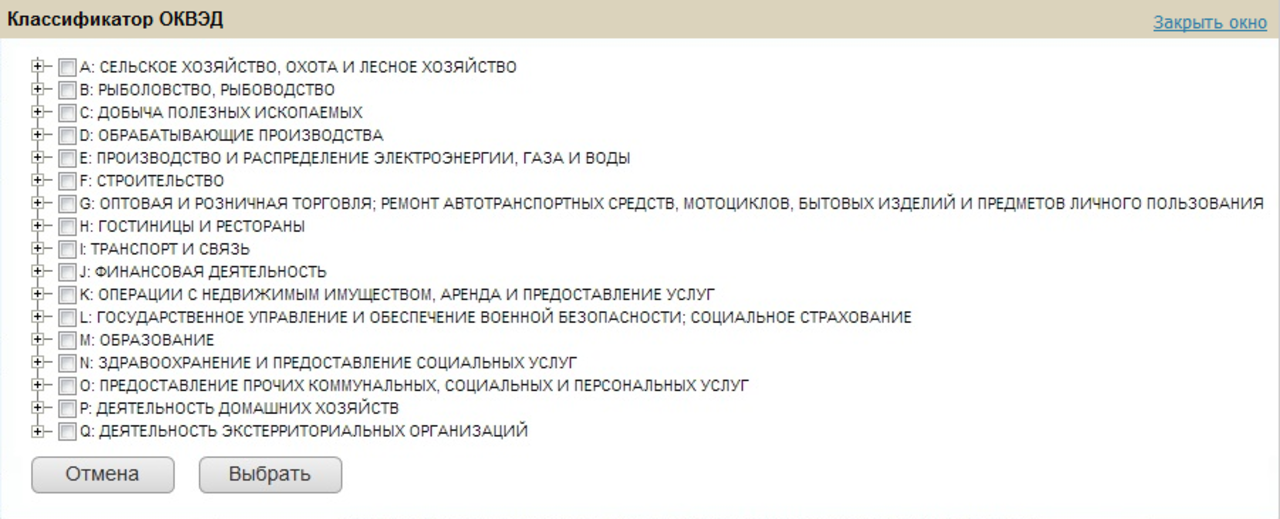 Классификатор ОКВЭД
Закрыть окно
A: СЕЛЬСКОЕ ХОЗЯЙСТВО, ОХОТА И ЛЕСНОЕ ХОЗЯЙСТВО
B: РЫБОЛОВСТВО, РЫБОВОДСТВО
C: ДОБЫЧА ПОЛЕЗНЫХ ИСКОПАЕМЫХ
D: ОБРАБАТЫВАЮЩИЕ ПРОИЗВОДСТВА
E: ПРОИЗВОДСТВО И РАСПРЕДЕЛЕНИЕ ЭЛЕКТРОЭНЕРГИИ, ГАЗА И ВОДЫ
F: СТРОИТЕЛЬСТВО
G: ОПТОВАЯ И РОЗНИЧНАЯ ТОРГОВЛЯ; РЕМОНТ АВТОТРАНСПОРТНЫХ СРЕДСТВ, МОТОЦИКЛОВ, БЫТОВЫХ ИЗДЕЛИЙ И ПРЕДМЕТОВ ЛИЧНОГО ПОЛЬЗОВАНИЯ
H: ГОСТИНИЦЫ И РЕСТОРАНЫ
I: ТРАНСПОРТ И СВЯЗЬ
J: ФИНАНСОВАЯ ДЕЯТЕЛЬНОСТЬ
K: ОПЕРАЦИИ С НЕДВИЖИМЫМ ИМУЩЕСТВОМ, АРЕНДА И ПРЕДОСТАВЛЕНИЕ УСЛУГ
L: ГОСУДАРСТВЕННОЕ УПРАВЛЕНИЕ И ОБЕСПЕЧЕНИЕ ВОЕННОЙ БЕЗОПАСНОСТИ; СОЦИАЛЬНОЕ СТРАХОВАНИЕ
M: ОБРАЗОВАНИЕ
N: ЗДРАВООХРАНЕНИЕ И ПРЕДОСТАВЛЕНИЕ СОЦИАЛЬНЫХ УСЛУГ
O: ПРЕДОСТАВЛЕНИЕ ПРОЧИХ КОММУНАЛЬНЫХ, СОЦИАЛЬНЫХ И ПЕРСОНАЛЬНЫХ УСЛУГ
P: ДЕЯТЕЛЬНОСТЬ ДОМАШНИХ ХОЗЯЙСТВ
Q: ДЕЯТЕЛЬНОСТЬ ЭКСТЕРРИТОРИАЛЬНЫХ ОРГАНИЗАЦИЙ
Отмена
Выбрать